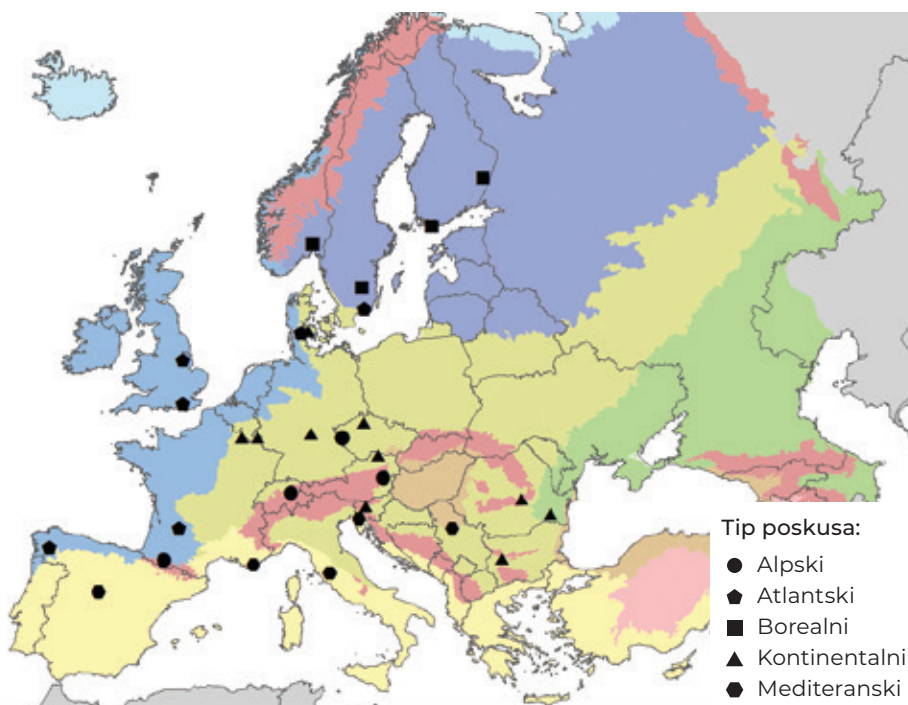 Tip poskusa:
Alpski
Atlantski
Borealni
Kontinentalni
Mediteranski